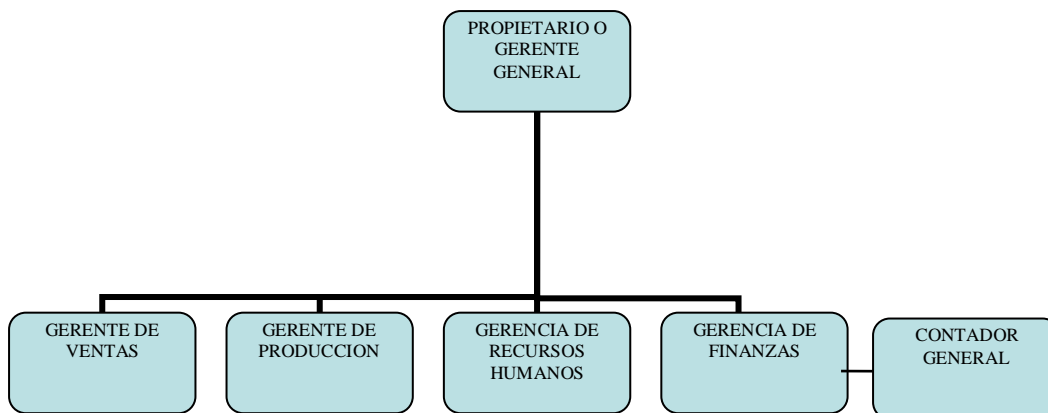 PROPIETARIO O
GERENTE
GENERAL
GERENTE DE
VENTAS
GERENTE DE
PRODUCCION
GERENCIA DE
RECURSOS
HUMANOS
GERENCIA DE
FINANZAS
CONTADOR
GENERAL